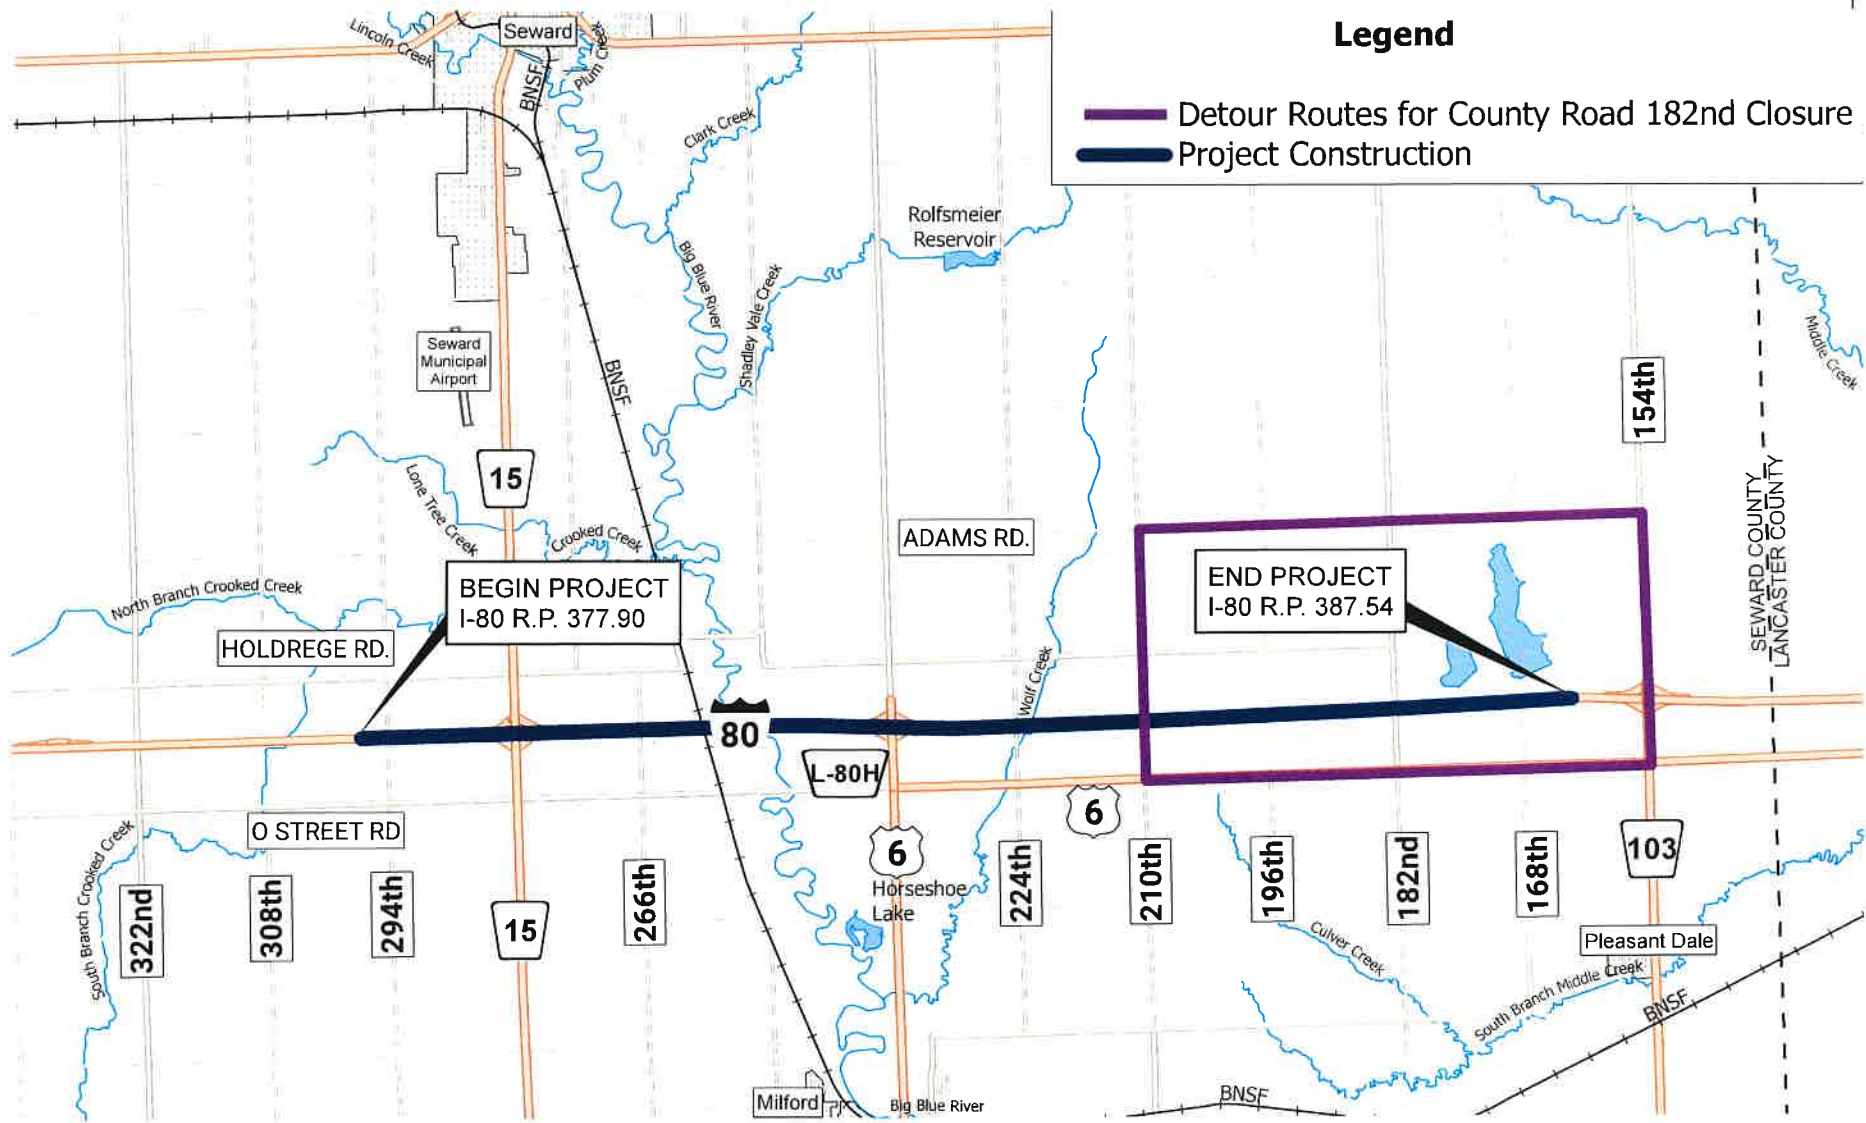 Legend
Detour Routes for County Road 182nd Closure
Project Construction
Lincoln Creek
Seward
Plum Creek
BNSF
Clark Creek
Rolfsmeier
Reservoir
Big Blue River
Shadley Vale Creek
Middle Creek
Seward
Municipal
Airport
BNSF
154th
15
Lone Tree Creek
Crooked Creek
ADAMS RD.
SEWARD COUNTY
LANCASTER COUNTY
BEGIN PROJECT
I-80 R.P. 377.90
END PROJECT
I-80 R.P. 387.54
North Branch Crooked Creek
HOLDREGE RD.
Wolf Creek
80
L-80H
6
O STREET RD
South Branch Crooked Creek
6
103
Horseshoe
Lake
322nd
308th
294th
15
266th
224th
210th
196th
182nd
168th
Culver Creek
Pleasant Dale
South Branch Middle Creek
BNSF
BNSF
Milford
Big Blue River